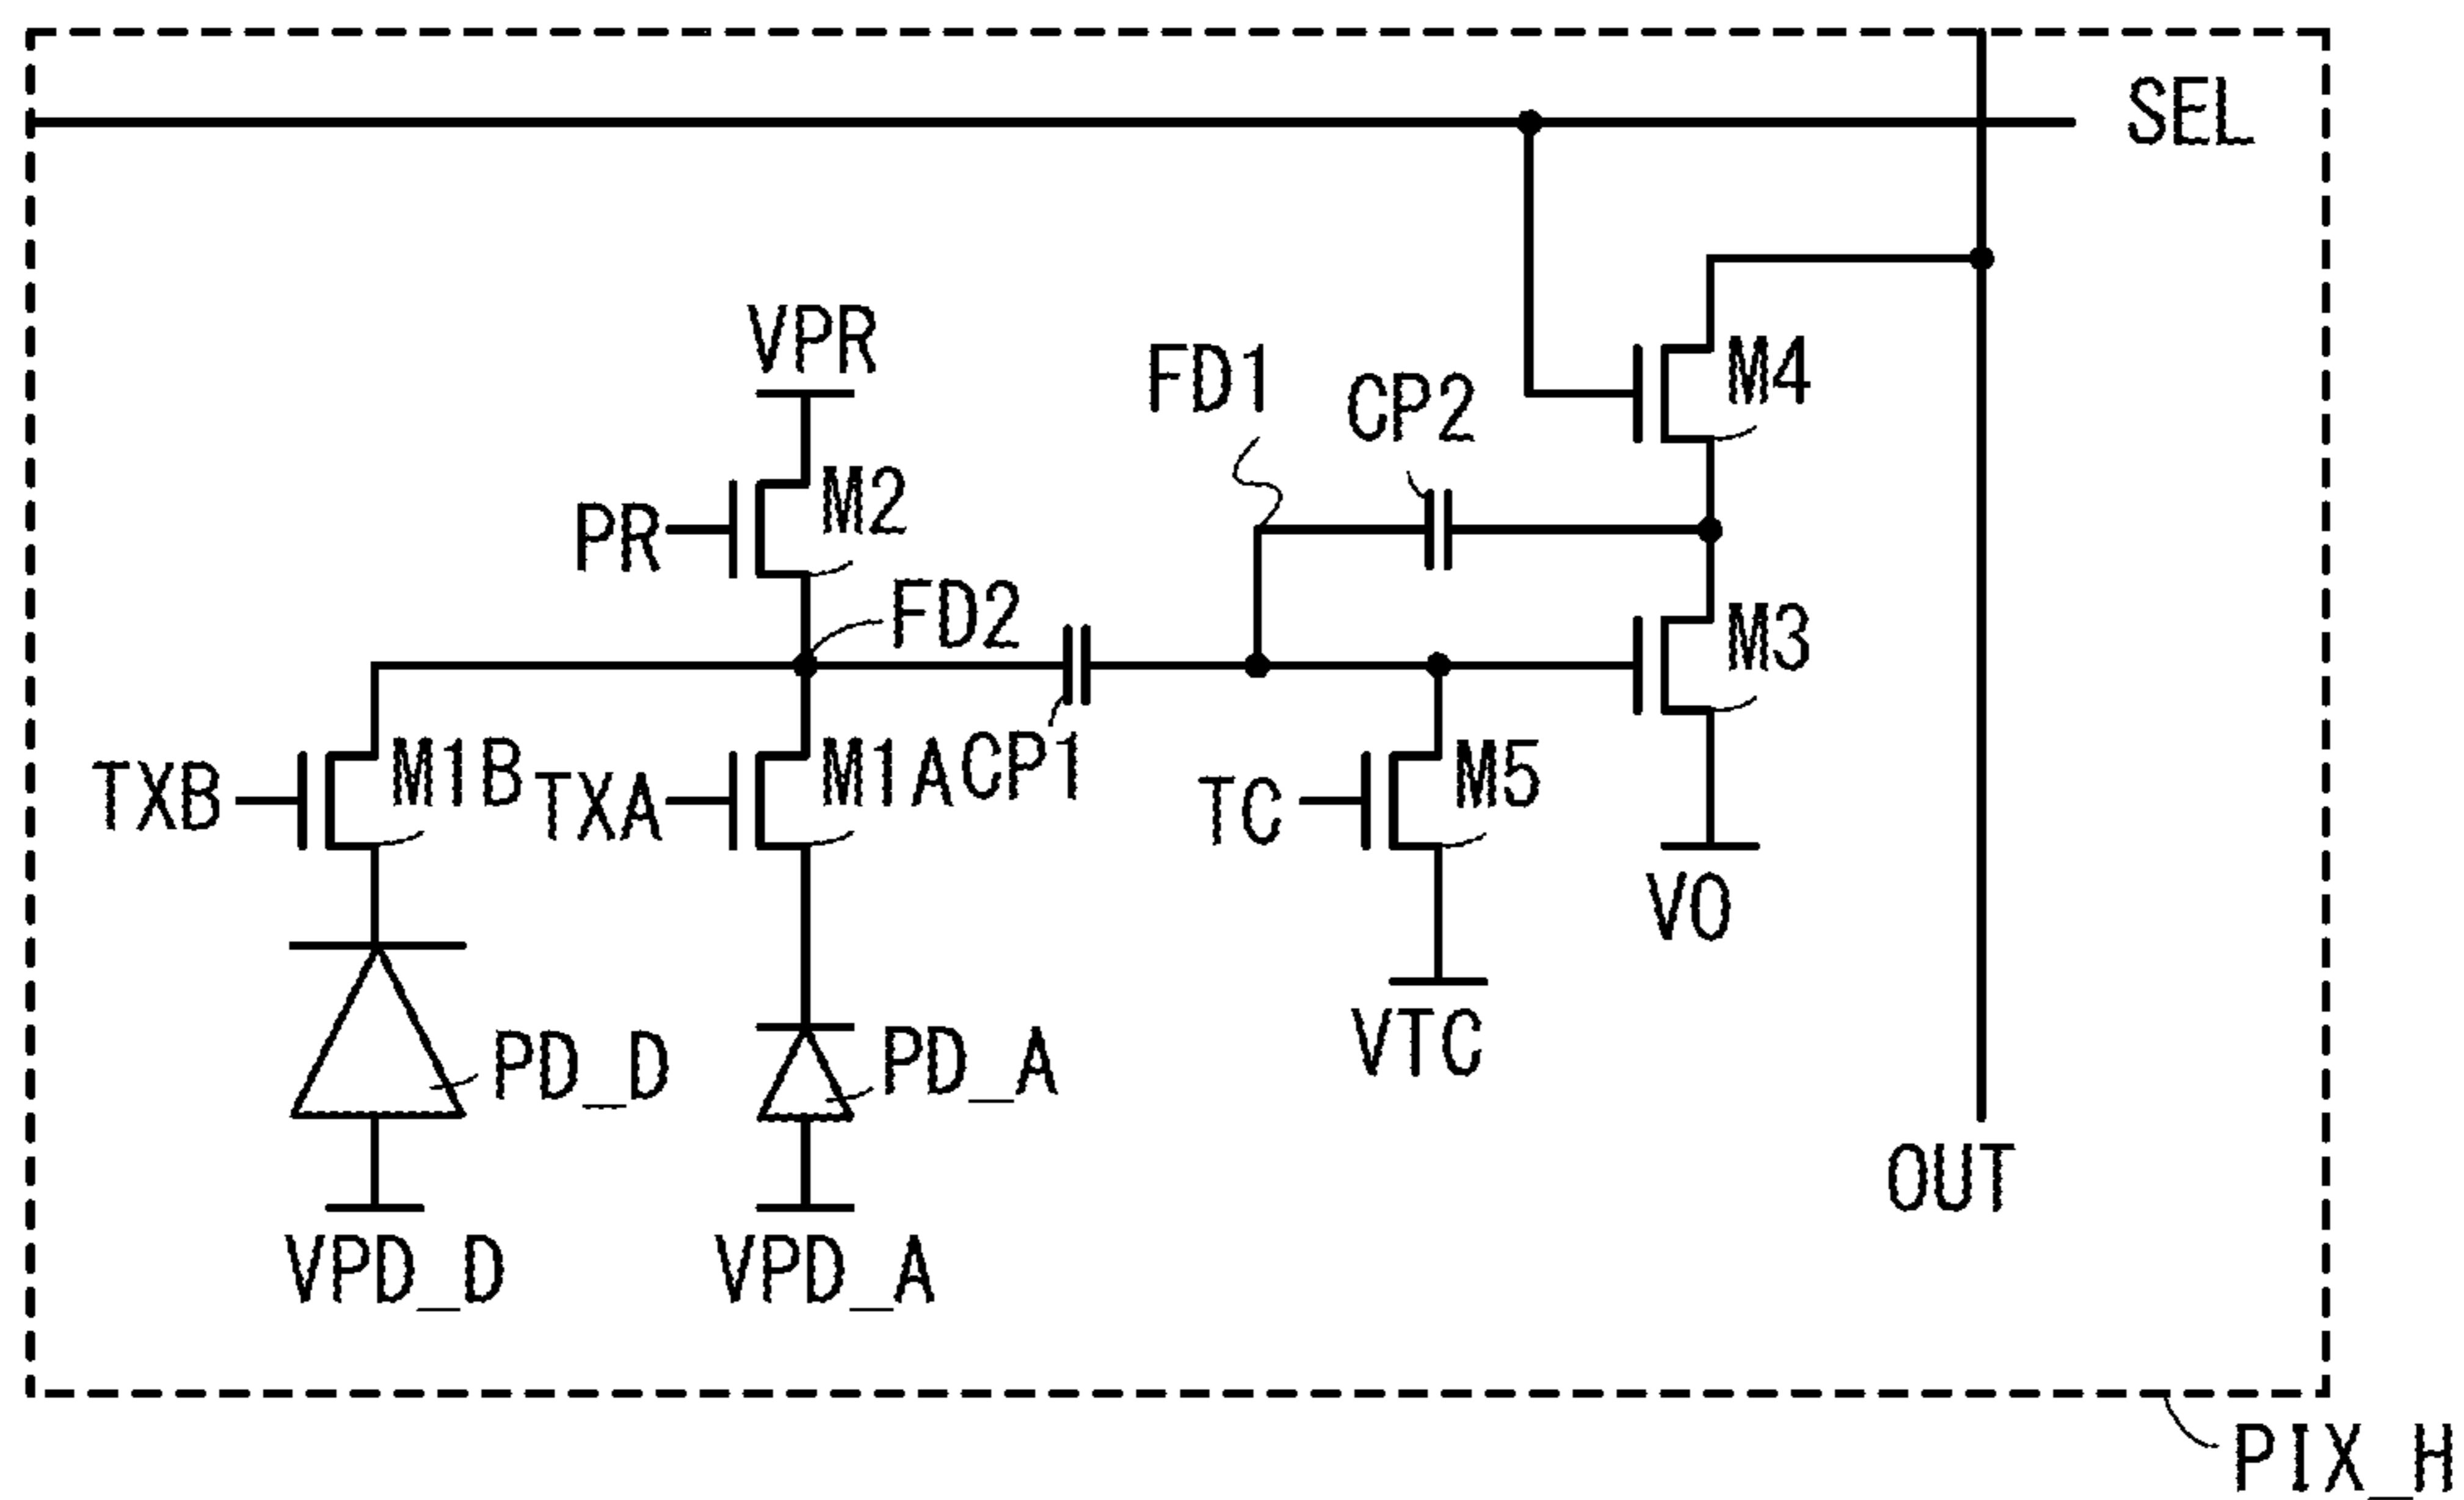 SEL
VPR
FD1
CP2
M4
PR
M2
FD2
M3
TXB
M1B
TXA
M1A
CP1
TC
M5
VO
PD_D
PD_A
VTC
OUT
VPD_D
VPD_A
PIX_H